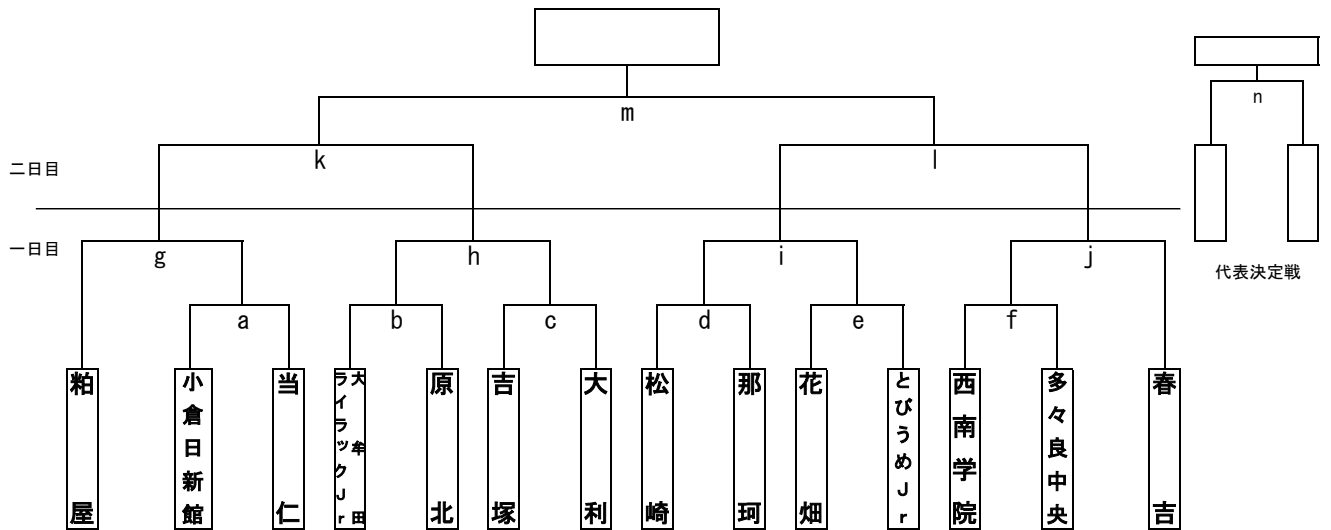 n
m
k
l
二日目
一日目
g
h
i
j
代表決定戦
a
b
c
d
e
f
粕屋
小倉日新館
当仁
大牟田
ライラックJr
原北
吉塚
大利
松崎
那珂
花畑
とびうめJr
西南学院
多々良中央
春吉